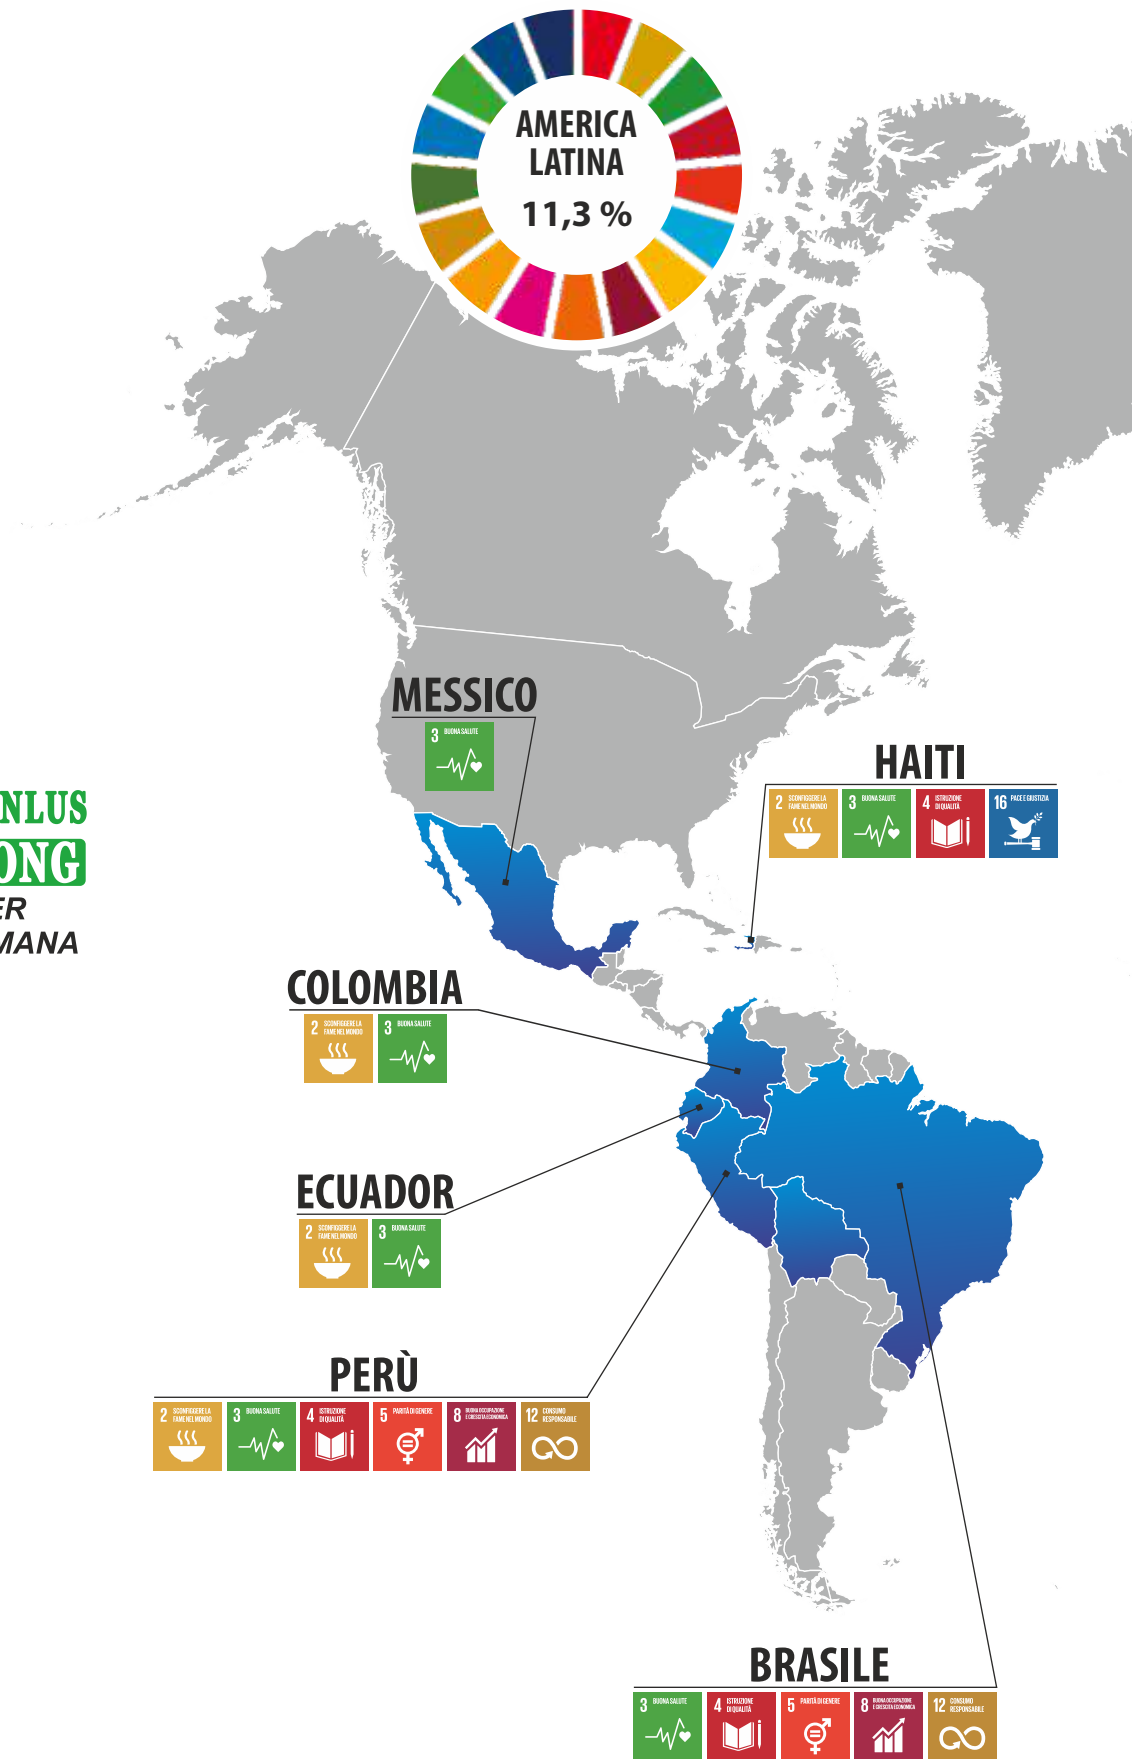 AMERICA
LATINA
11,3 %
MESSICO
3 BUONA SALUTE
HAITI
2 SCONFIGGERE LA
FAME NEL MONDO
3 BUONA SALUTE
4 ISTRUZIONE
DI QUALITÀ
16 PACE E GIUSTIZIA
NLUS
ONG
ER
MANA
COLOMBIA
2 SCONFIGGERE LA
FAME NEL MONDO
3 BUONA SALUTE
ECUADOR
2 SCONFIGGERE LA
FAME NEL MONDO
3 BUONA SALUTE
PERÙ
2 SCONFIGGERE LA
FAME NEL MONDO
3 BUONA SALUTE
4 ISTRUZIONE
DI QUALITÀ
5 PARITÀ DI GENERE
8 BUONA OCCUPAZIONE
E CRESCITA ECONOMICA
12 CONSUMO
RESPONSABILE
BRASILE
3 BUONA SALUTE
4 ISTRUZIONE
DI QUALITÀ
5 PARITÀ DI GENERE
8 BUONA OCCUPAZIONE
E CRESCITA ECONOMICA
12 CONSUMO
RESPONSABILE